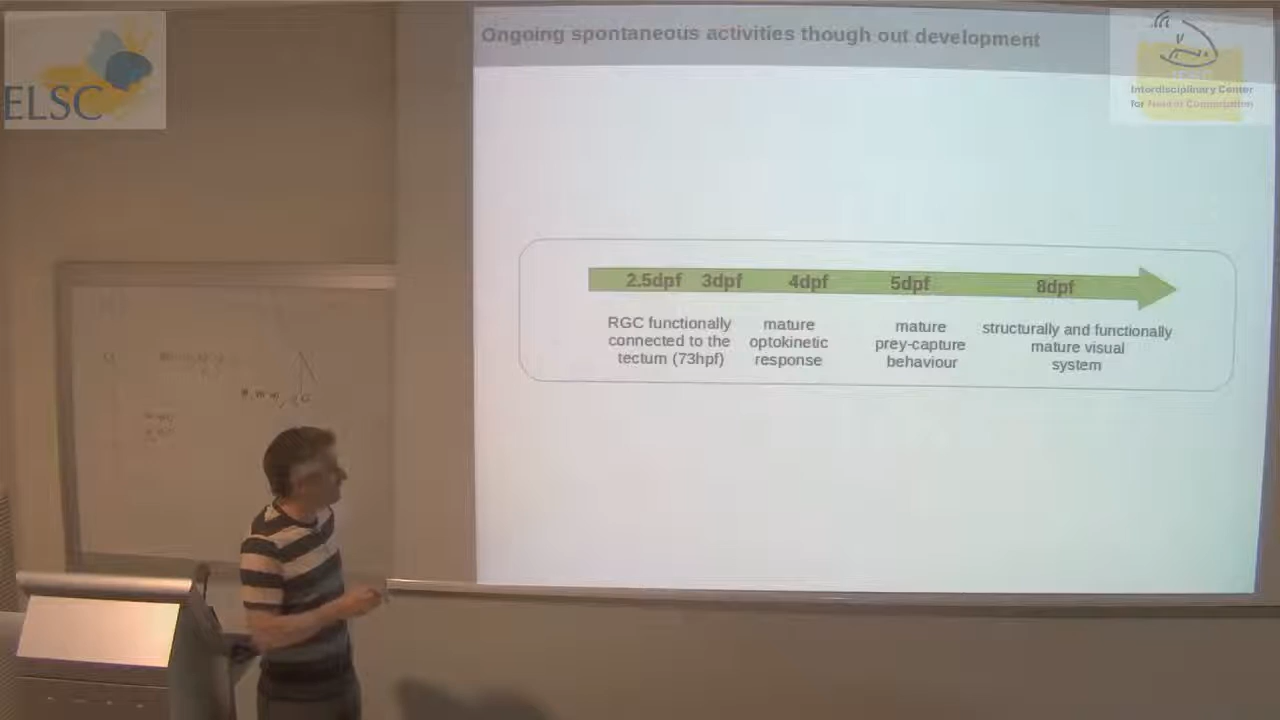 Ongoing spontaneous activities though out development
ELSC
Interdisciplinary Center
for Neural Computation
2.5dpf 3dpf 4dpf 5dpf 8dpf
RGC functionally
connected to the
tectum (73hpf)
mature
optokinetic
response
mature
prey-capture
behaviour
structurally and functionally
mature visual
system